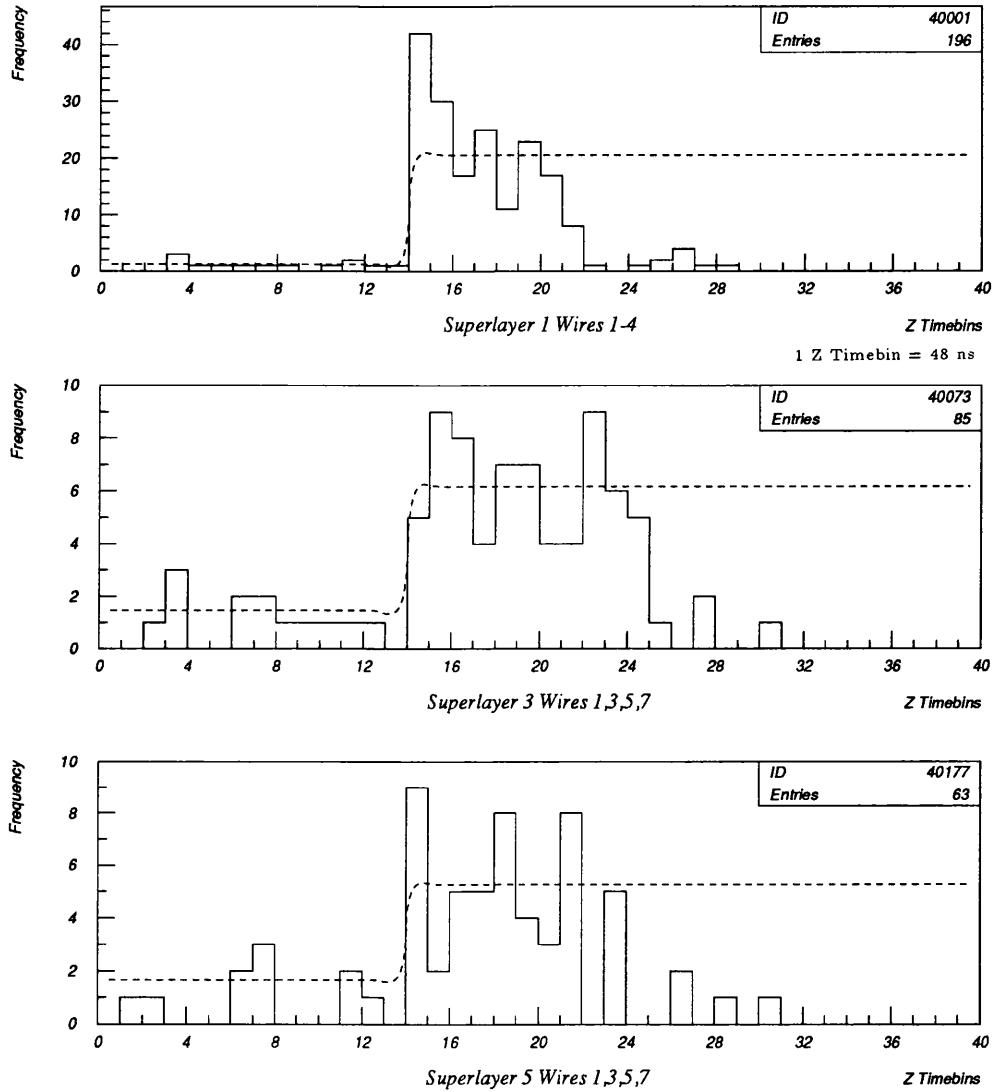 Frequency
ID 40001
Entries 196
40
30
20
10
0
0 4 8 12 16 20 24 28 32 36 40
Superlayer 1 Wires 1-4
Z Timebins
1 Z Timebin = 48 ns
Frequency
ID 40073
Entries 85
10
8
6
4
2
0
0 4 8 12 16 20 24 28 32 36 40
Superlayer 3 Wires 1,3,5,7
Z Timebins
Frequency
ID 40177
Entries 63
10
8
6
4
2
0
0 4 8 12 16 20 24 28 32 36 40
Superlayer 5 Wires 1,3,5,7
Z Timebins